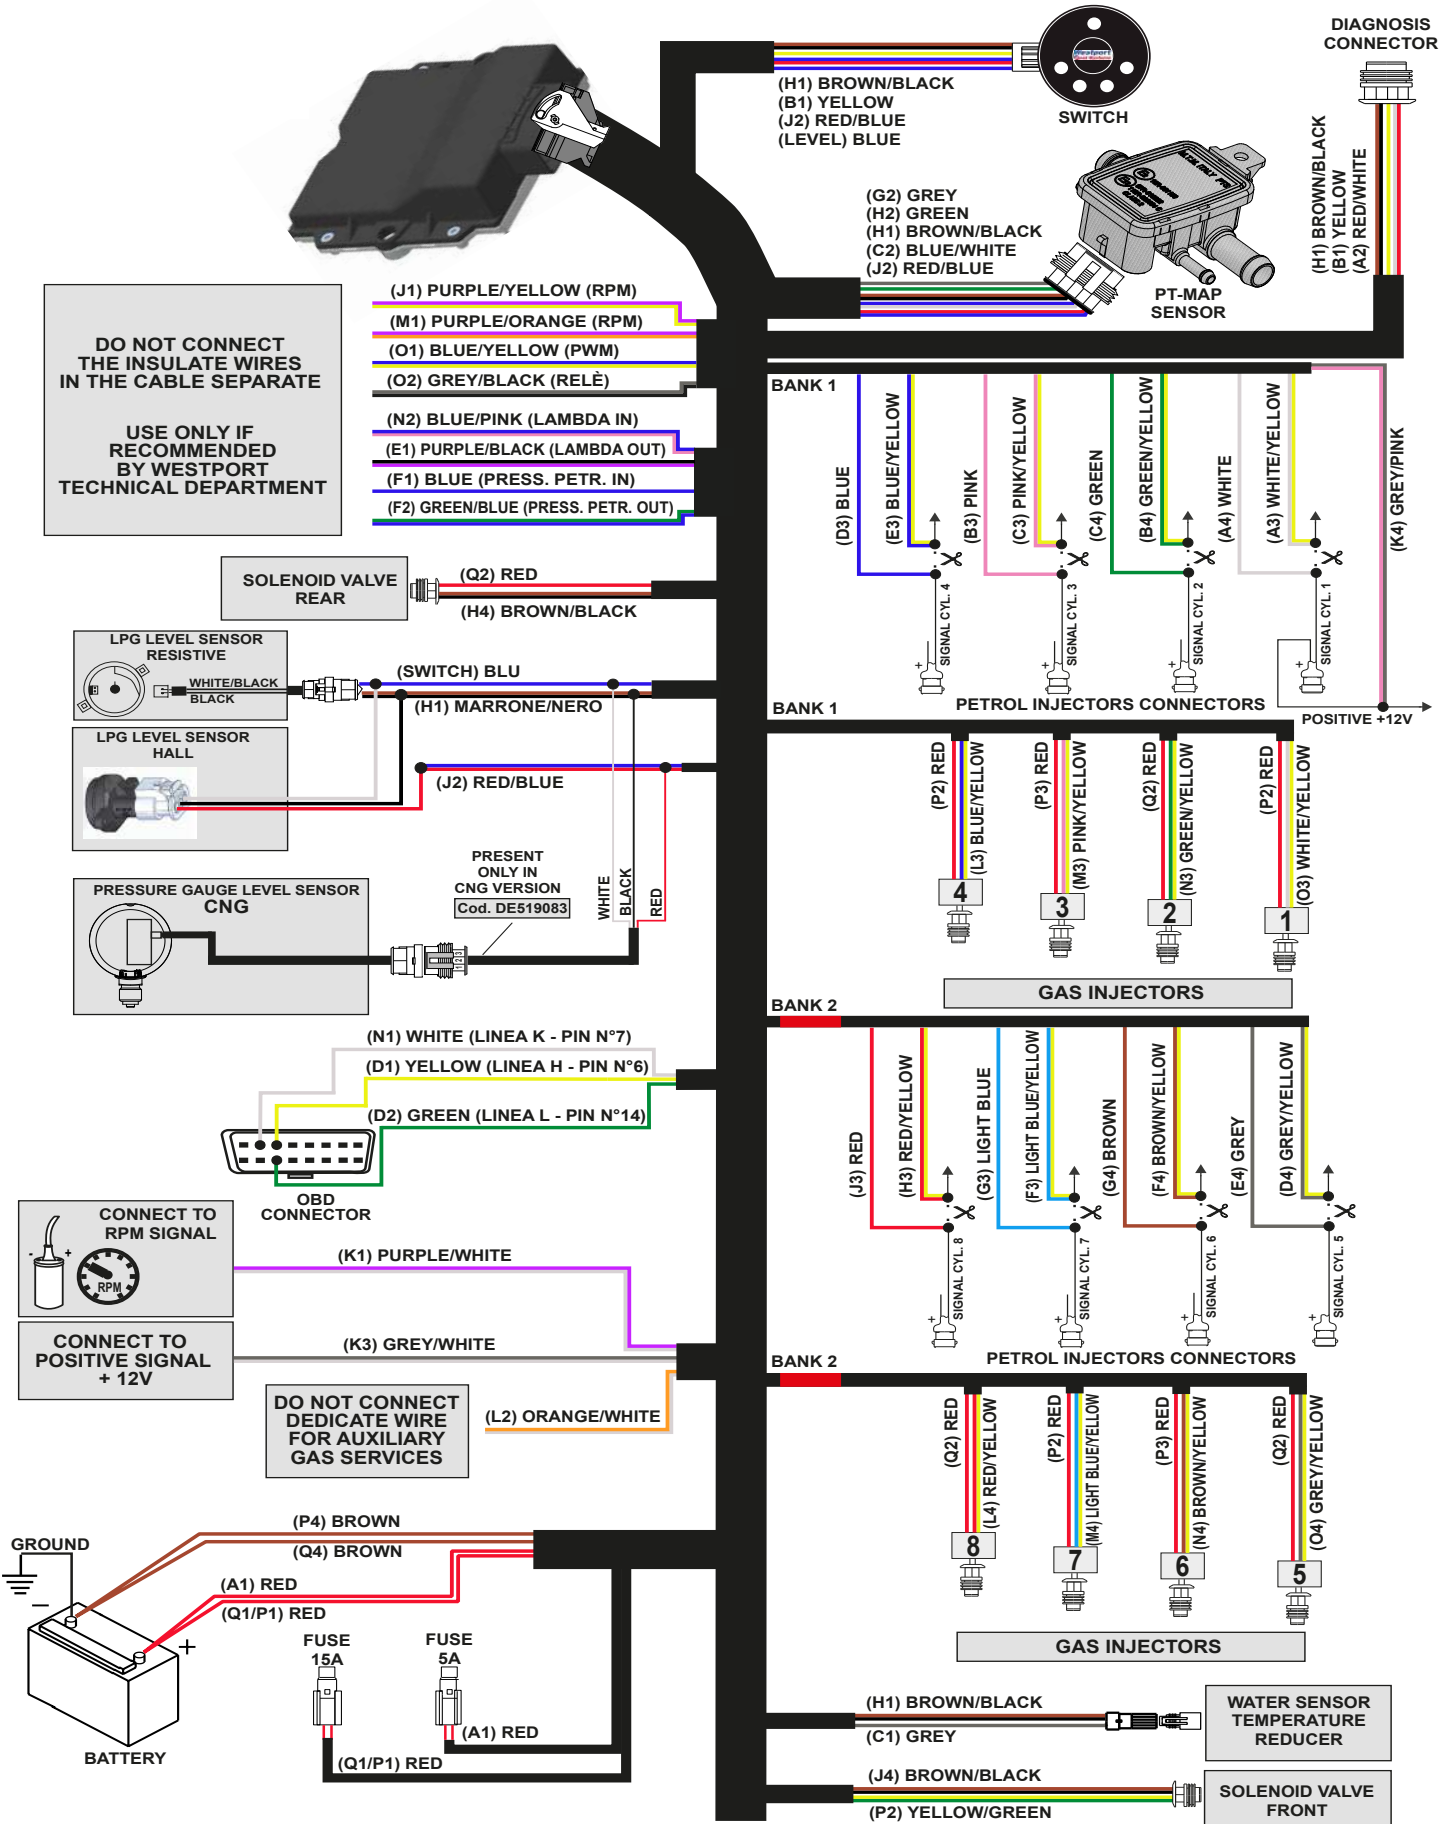 DIAGNOSIS
CONNECTOR
(H1) BROWN/BLACK
(B1) YELLOW
(J2) RED/BLUE
(LEVEL) BLUE
SWITCH
(H1) BROWN/BLACK
(B1) YELLOW
(A2) RED/WHITE
(G2) GREY
(H2) GREEN
(H1) BROWN/BLACK
(C2) BLUE/WHITE
(J2) RED/BLUE
PT-MAP
SENSOR
DO NOT CONNECT
THE INSULATE WIRES
IN THE CABLE SEPARATE
USE ONLY IF
RECOMMENDED
BY WESTPORT
TECHNICAL DEPARTMENT
(J1) PURPLE/YELLOW (RPM)
(M1) PURPLE/ORANGE (RPM)
(O1) BLUE/YELLOW (PWM)
(O2) GREY/BLACK (RELÈ)
(N2) BLUE/PINK (LAMBDA IN)
(E1) PURPLE/BLACK (LAMBDA OUT)
(F1) BLUE (PRESS. PETR. IN)
(F2) GREEN/BLUE (PRESS. PETR. OUT)
BANK 1
(D3) BLUE
(E3) BLUE/YELLOW
(B3) PINK
(C3) PINK/YELLOW
(C4) GREEN
(B4) GREEN/YELLOW
(A4) WHITE
(A3) WHITE/YELLOW
(K4) GREY/PINK
SIGNAL CYL. 4
SIGNAL CYL. 3
SIGNAL CYL. 2
SIGNAL CYL. 1
+
+
+
+
PETROL INJECTORS CONNECTORS
POSITIVE +12V
SOLENOID VALVE
REAR
(Q2) RED
(H4) BROWN/BLACK
LPG LEVEL SENSOR
RESISTIVE
WHITE/BLACK
BLACK
(SWITCH) BLU
(H1) MARRONE/NERO
LPG LEVEL SENSOR
HALL
(J2) RED/BLUE
BANK 1
(P2) RED
(L3) BLUE/YELLOW
(P3) RED
(M3) PINK/YELLOW
(Q2) RED
(N3) GREEN/YELLOW
(P2) RED
(O3) WHITE/YELLOW
4
3
2
1
GAS INJECTORS
PRESSURE GAUGE LEVEL SENSOR
CNG
PRESENT
ONLY IN
CNG VERSION
Cod. DE519083
1 2 3
WHITE
BLACK
RED
BANK 2
(N1) WHITE (LINEA K - PIN N°7)
(D1) YELLOW (LINEA H - PIN N°6)
(D2) GREEN (LINEA L - PIN N°14)
OBD
CONNECTOR
(J3) RED
(H3) RED/YELLOW
(G3) LIGHT BLUE
(F3) LIGHT BLUE/YELLOW
(G4) BROWN
(F4) BROWN/YELLOW
(E4) GREY
(D4) GREY/YELLOW
SIGNAL CYL. 8
SIGNAL CYL. 7
SIGNAL CYL. 6
SIGNAL CYL. 5
+
+
+
+
PETROL INJECTORS CONNECTORS
CONNECT TO
RPM SIGNAL
- +
RPM
(K1) PURPLE/WHITE
CONNECT TO
POSITIVE SIGNAL
+ 12V
(K3) GREY/WHITE
DO NOT CONNECT
DEDICATE WIRE
FOR AUXILIARY
GAS SERVICES
(L2) ORANGE/WHITE
BANK 2
(Q2) RED
(L4) RED/YELLOW
(P2) RED
(M4) LIGHT BLUE/YELLOW
(P3) RED
(N4) BROWN/YELLOW
(Q2) RED
(O4) GREY/YELLOW
8
7
6
5
GAS INJECTORS
GROUND
(P4) BROWN
(Q4) BROWN
(A1) RED
(Q1/P1) RED
−
+
BATTERY
FUSE
15A
FUSE
5A
(A1) RED
(Q1/P1) RED
(H1) BROWN/BLACK
(C1) GREY
WATER SENSOR
TEMPERATURE
REDUCER
(J4) BROWN/BLACK
(P2) YELLOW/GREEN
SOLENOID VALVE
FRONT